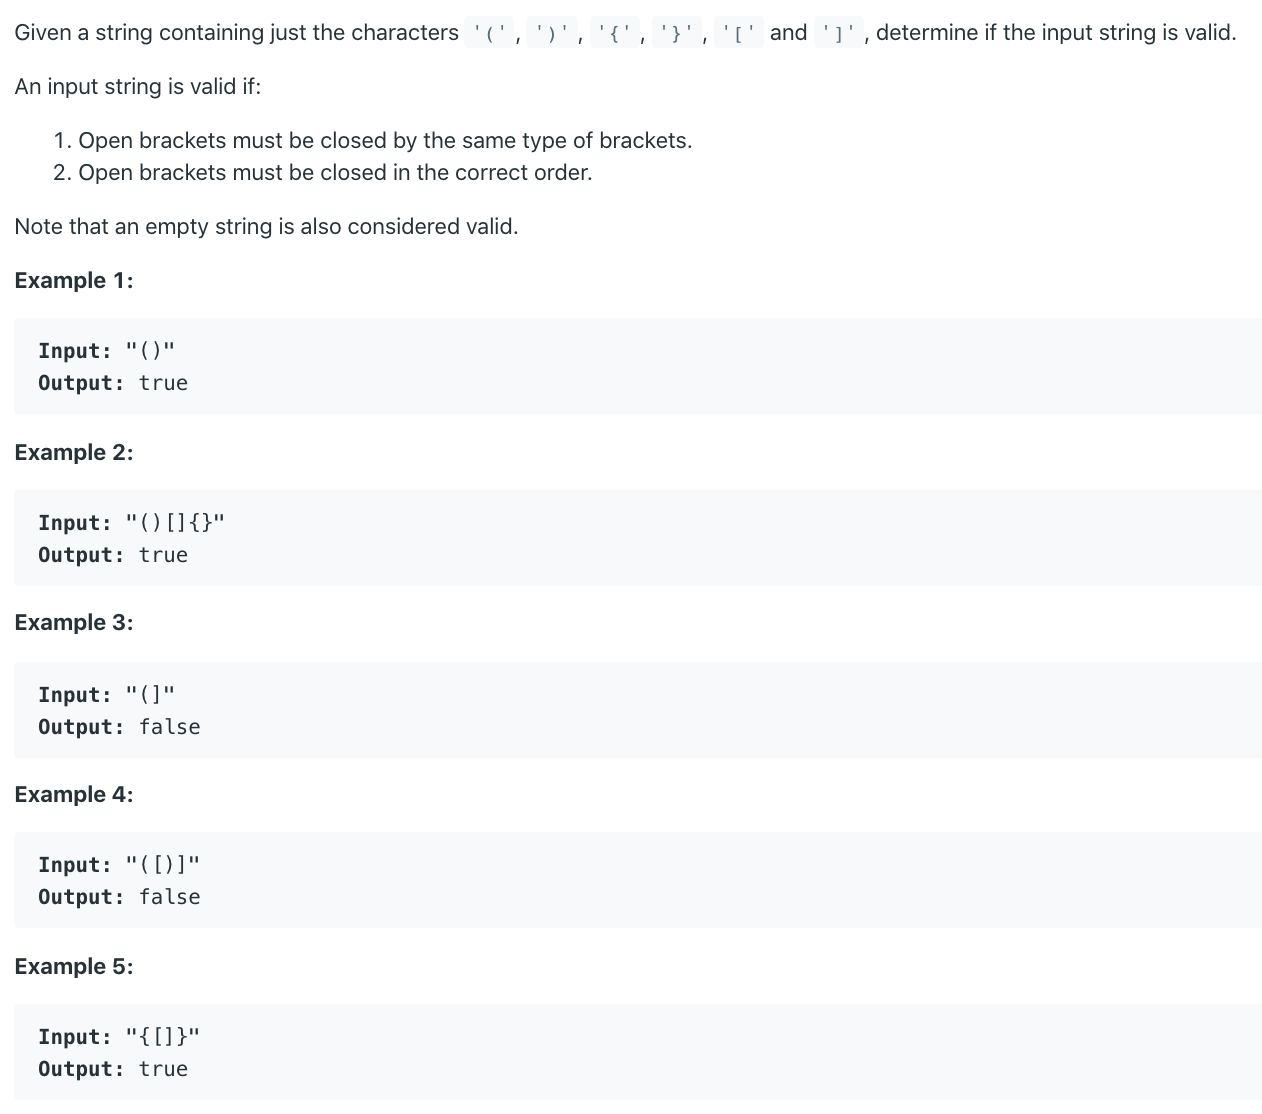 Given a string containing just the characters '(', ')', '{', '}', '[' and ']', determine if the input string is valid.
An input string is valid if:
1. Open brackets must be closed by the same type of brackets.
2. Open brackets must be closed in the correct order.
Note that an empty string is also considered valid.
Example 1:
Input: "()"
Output: true
Example 2:
Input: "()[]{}"
Output: true
Example 3:
Input: "(]"
Output: false
Example 4:
Input: "([)]"
Output: false
Example 5:
Input: "{[]}"
Output: true